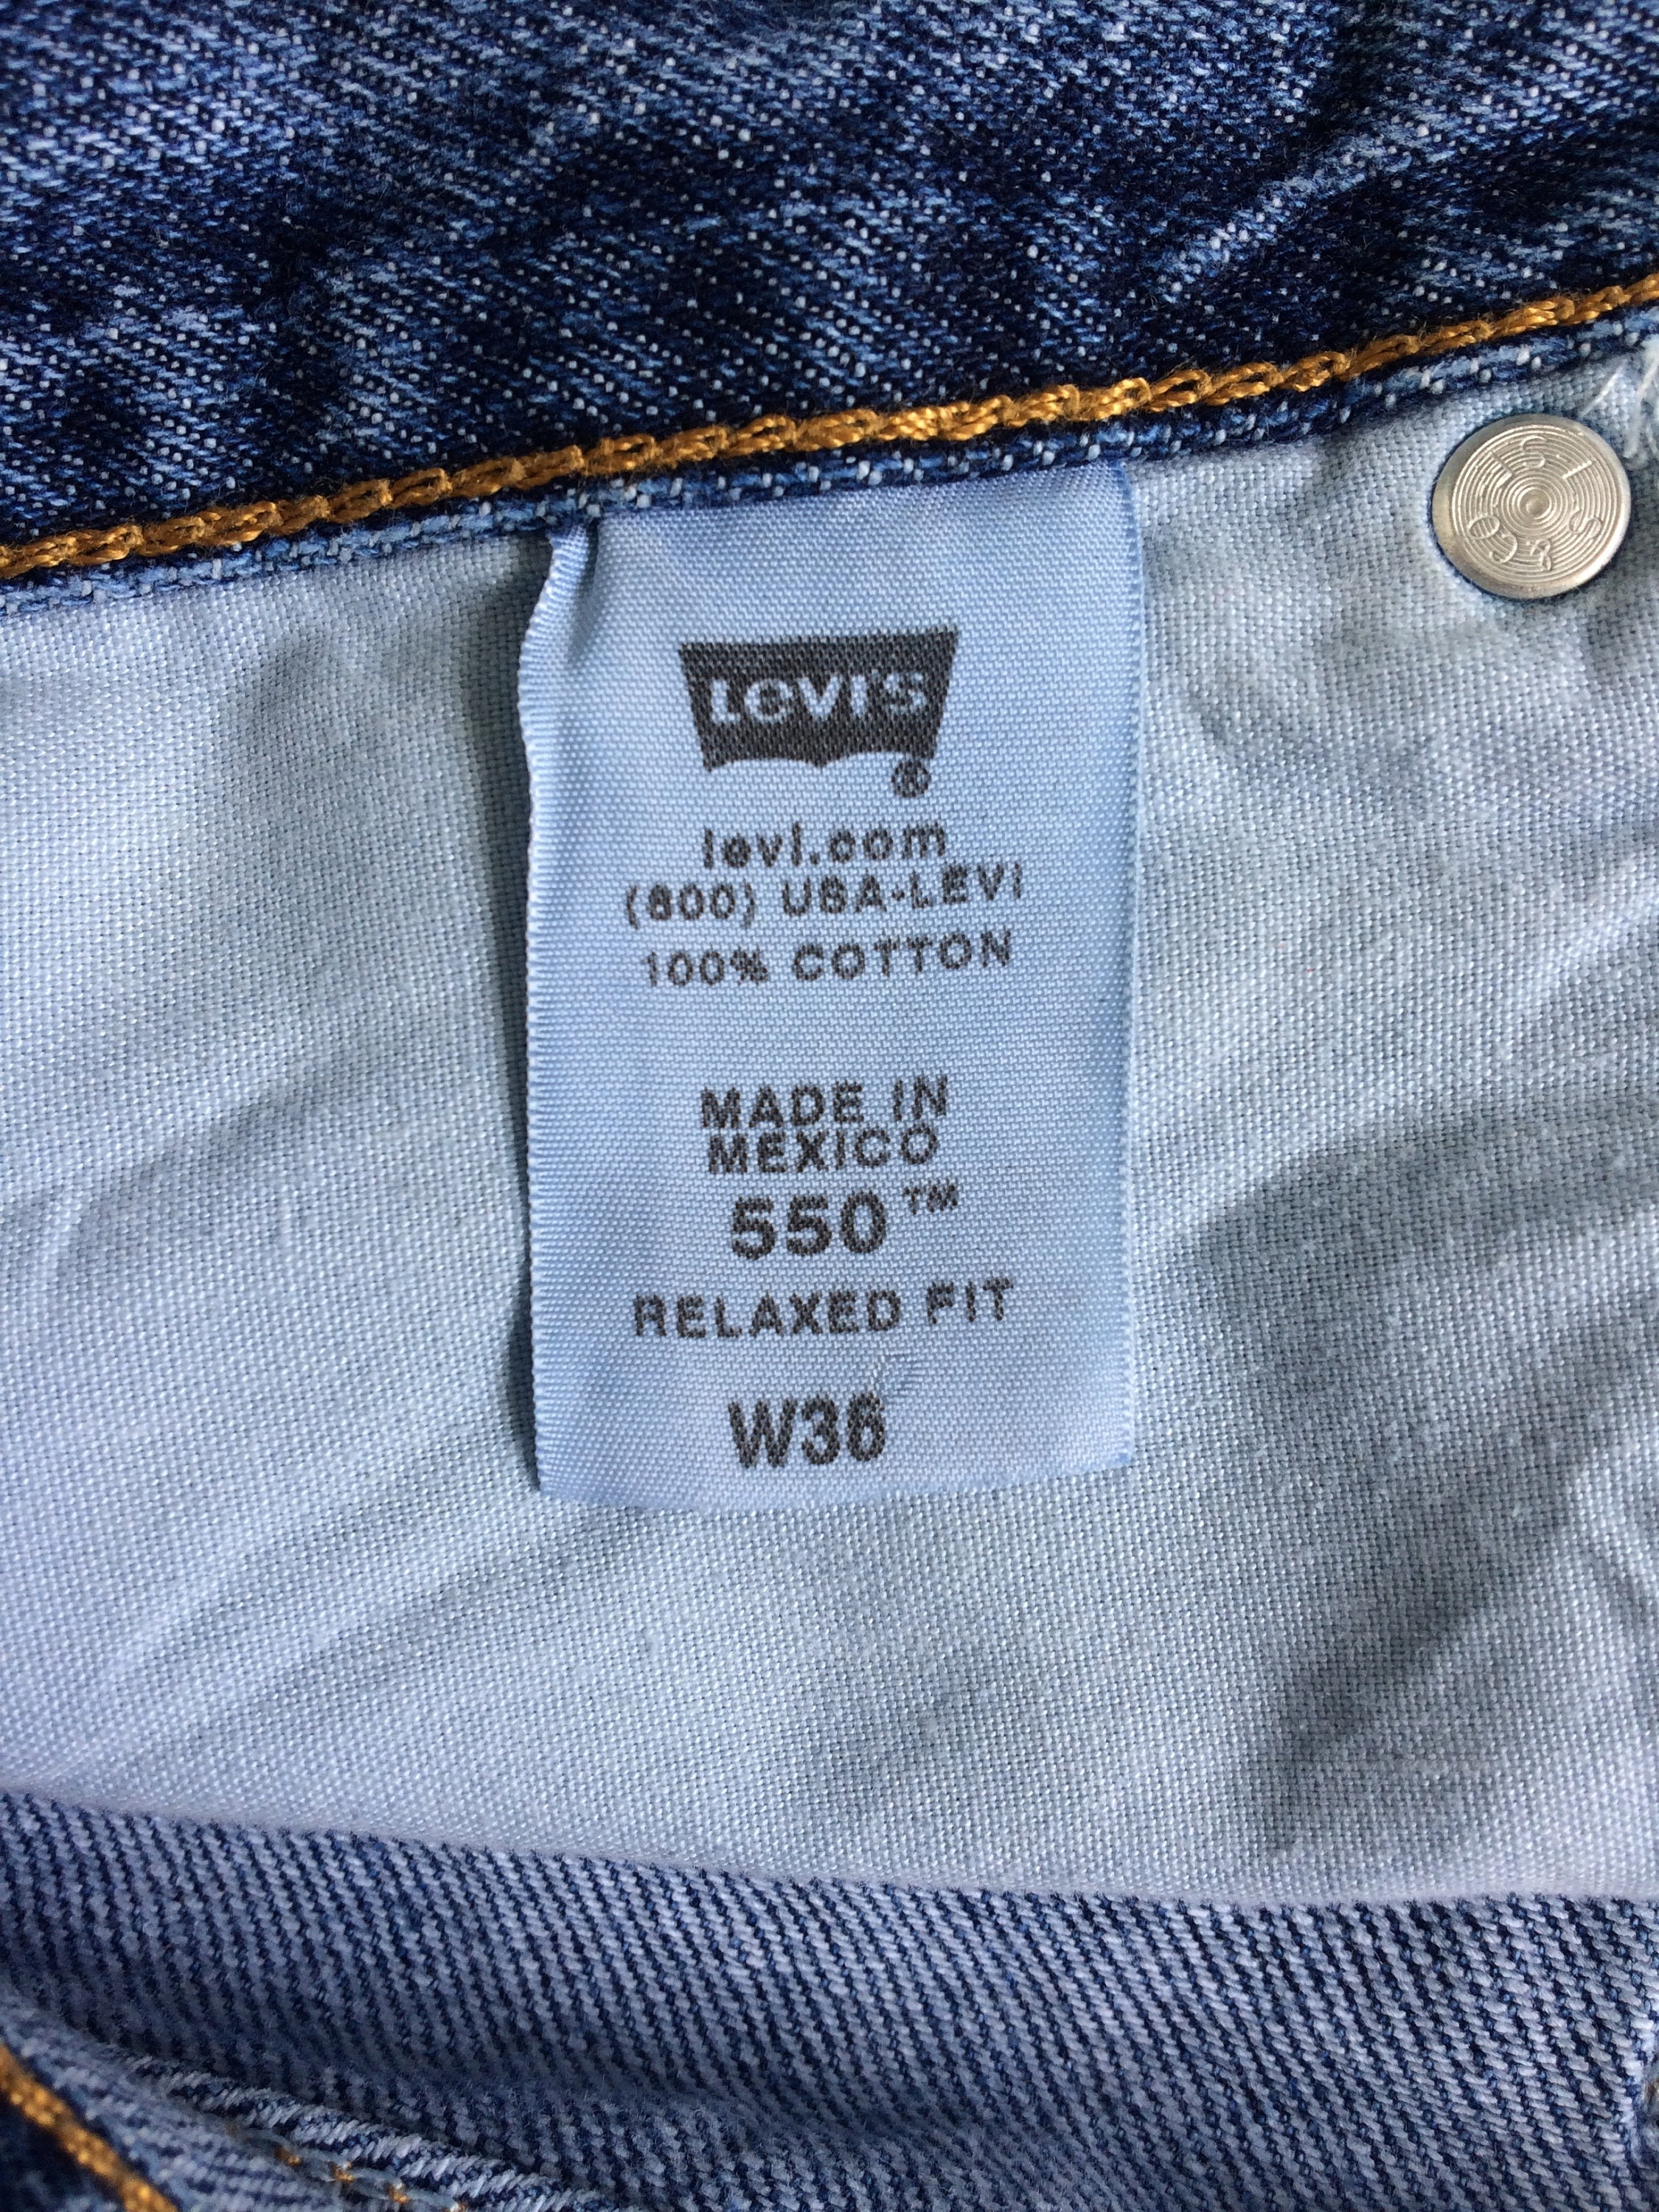 LEVI'S
®
levi.com
(800) USA-LEVI
100% COTTON
MADE IN
MEXICO
550™
RELAXED FIT
W36